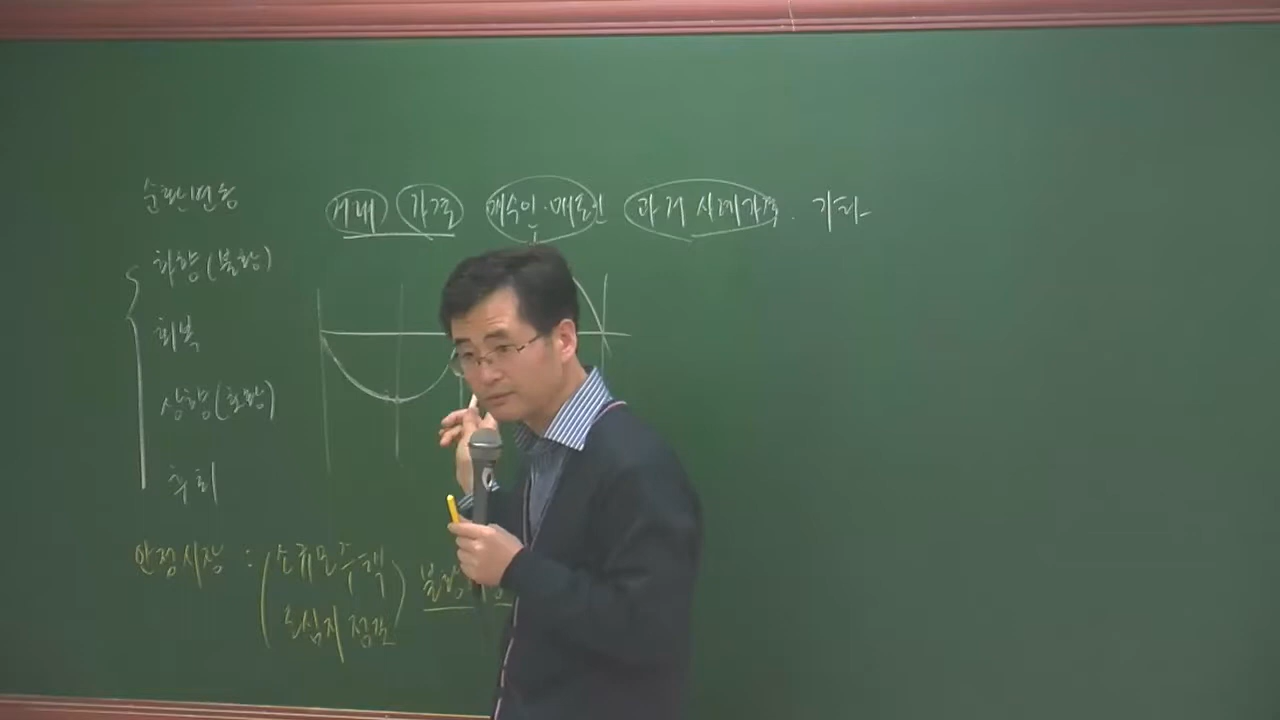 순환변동
거래 가격 매수인·매도인 과거 사례가격. 기타
하향(불황)
회복
상향(호황)
후퇴
안정시장 : (소규모주택
도심지 점포) 불황